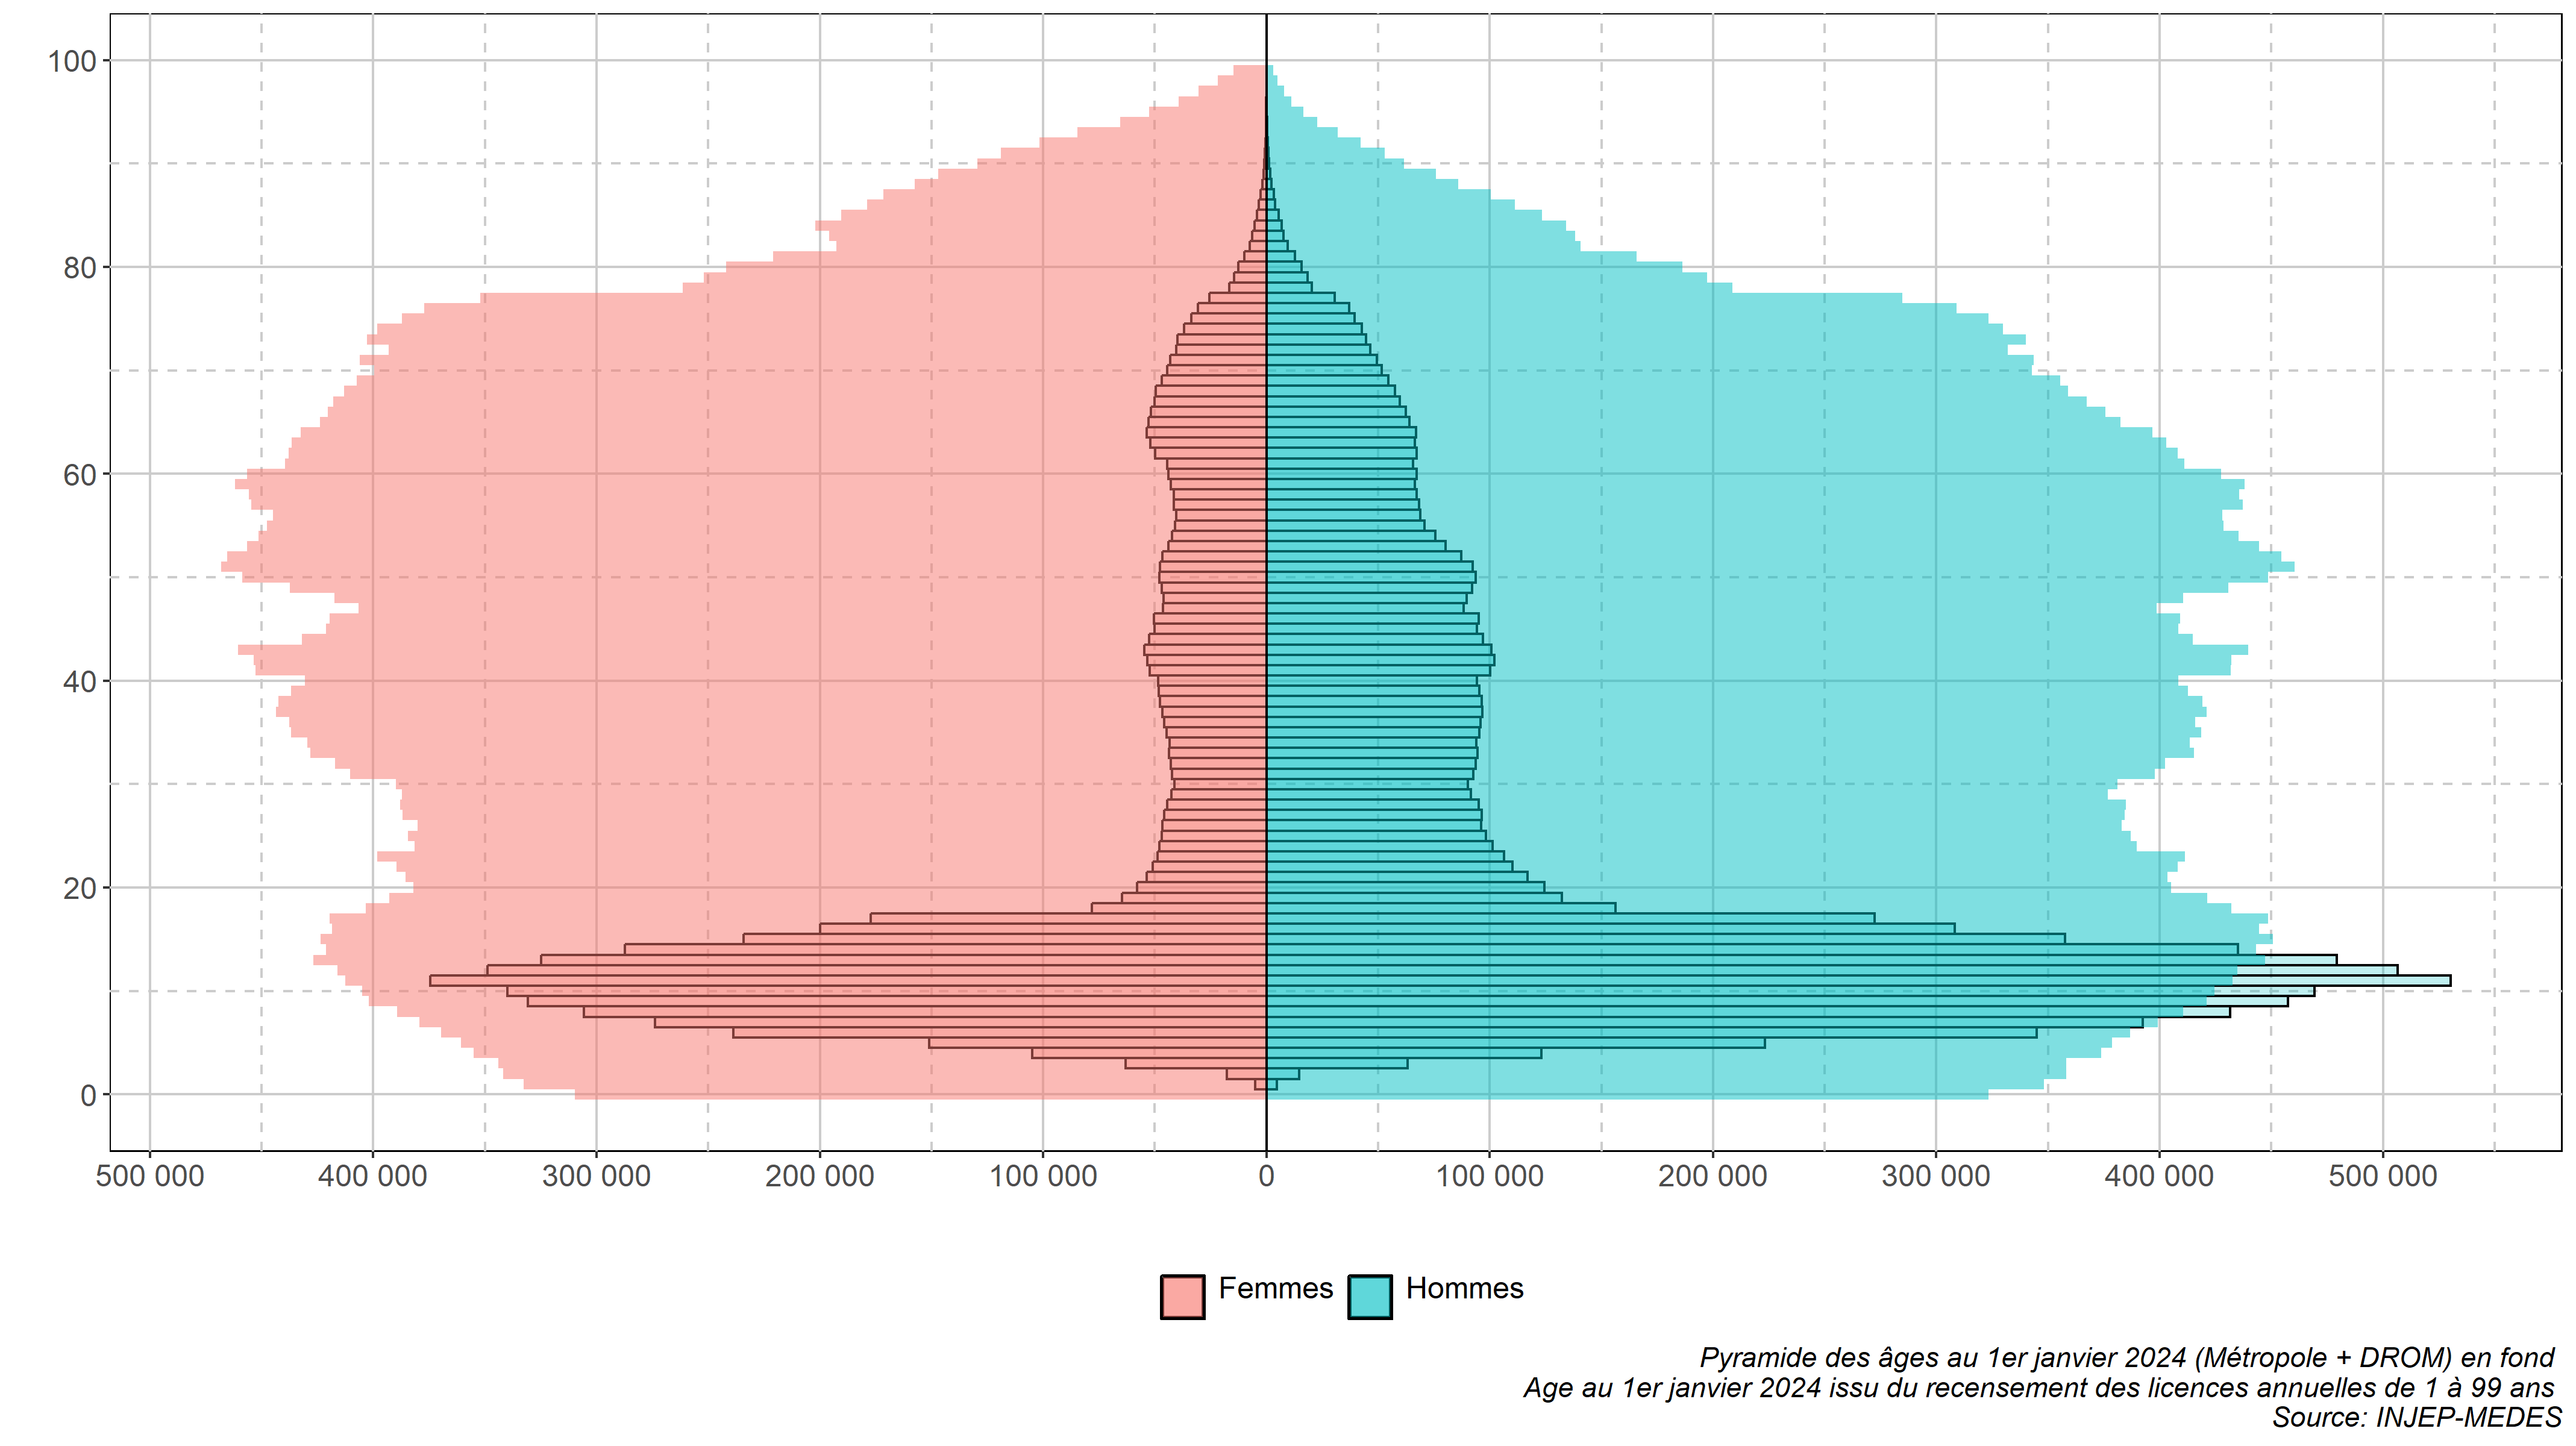 100
80
60
40
20
0
500 000 400 000 300 000 200 000 100 000 0 100 000 200 000 300 000 400 000 500 000
Femmes Hommes
Pyramide des âges au 1er janvier 2024 (Métropole + DROM) en fond
Age au 1er janvier 2024 issu du recensement des licences annuelles de 1 à 99 ans
Source: INJEP-MEDES